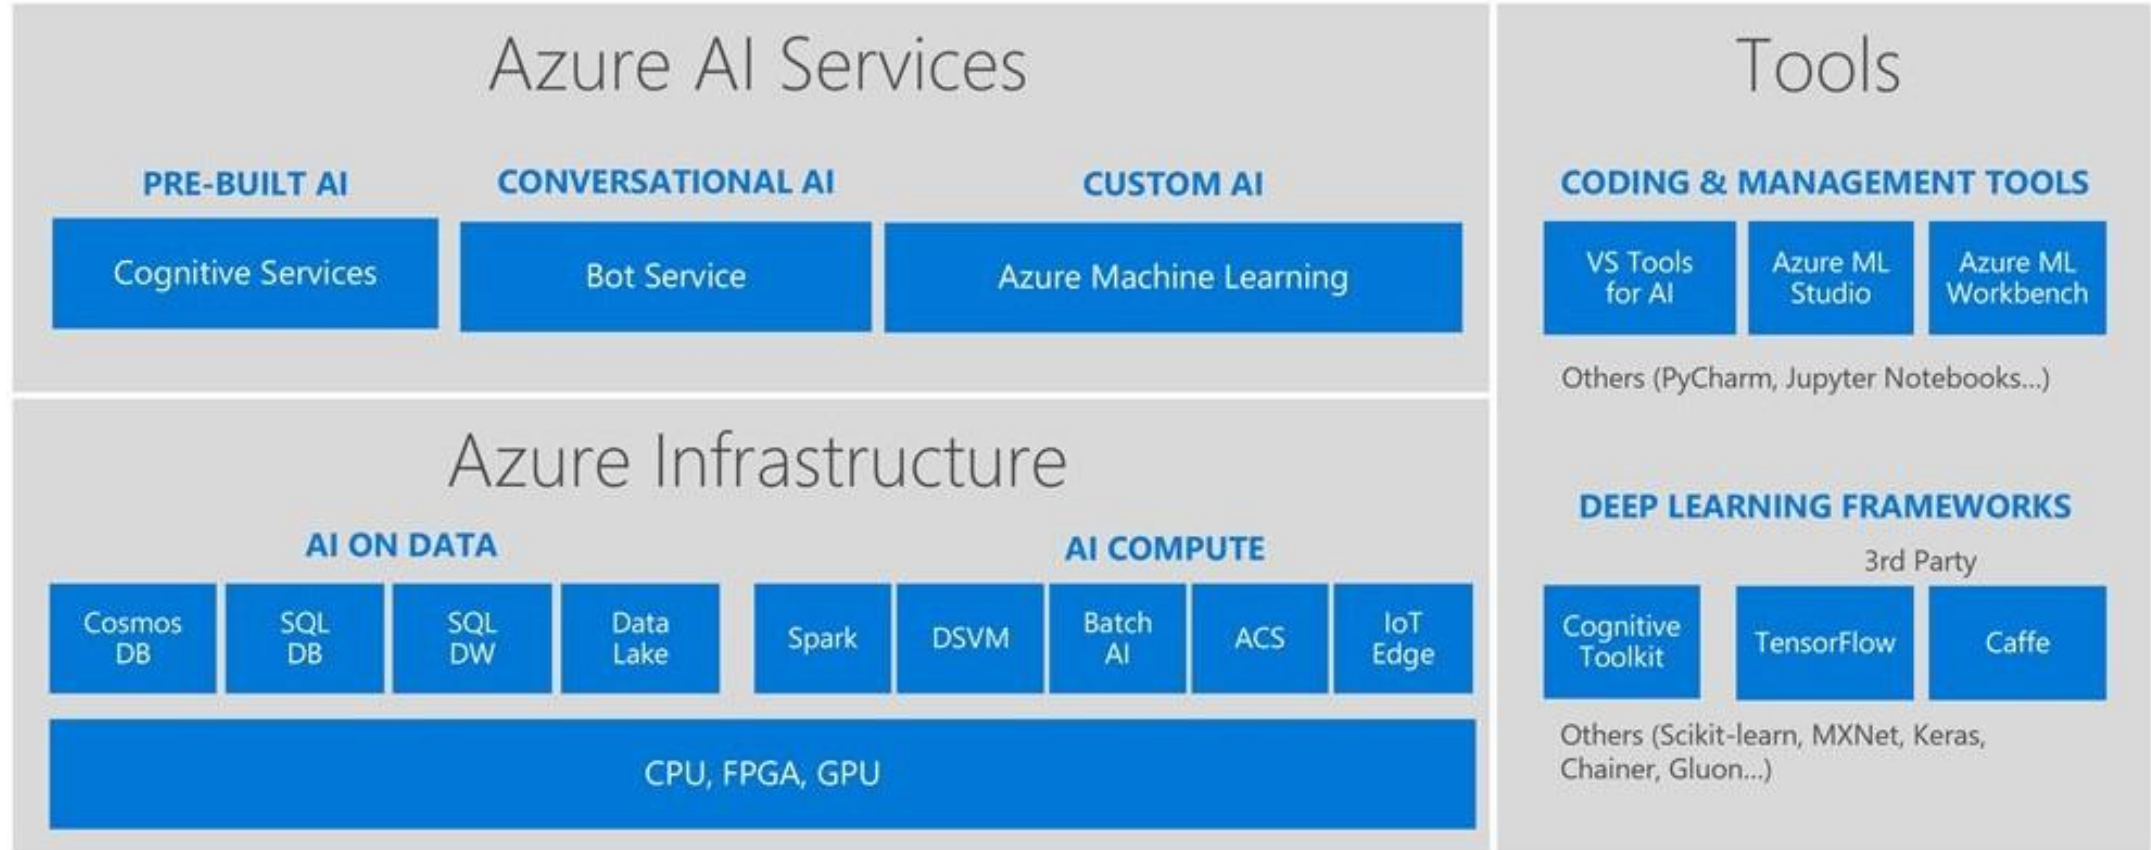 Azure AI Services
PRE-BUILT AI
Cognitive Services
CONVERSATIONAL AI
Bot Service
CUSTOM AI
Azure Machine Learning
Azure Infrastructure
AI ON DATA
Cosmos
DB
SQL
DB
SQL
DW
Data
Lake
AI COMPUTE
Spark
DSVM
Batch
AI
ACS
IoT
Edge
CPU, FPGA, GPU
Tools
CODING & MANAGEMENT TOOLS
VS Tools
for AI
Azure ML
Studio
Azure ML
Workbench
Others (PyCharm, Jupyter Notebooks...)
DEEP LEARNING FRAMEWORKS
3rd Party
Cognitive
Toolkit
TensorFlow
Caffe
Others (Scikit-learn, MXNet, Keras,
Chainer, Gluon...)